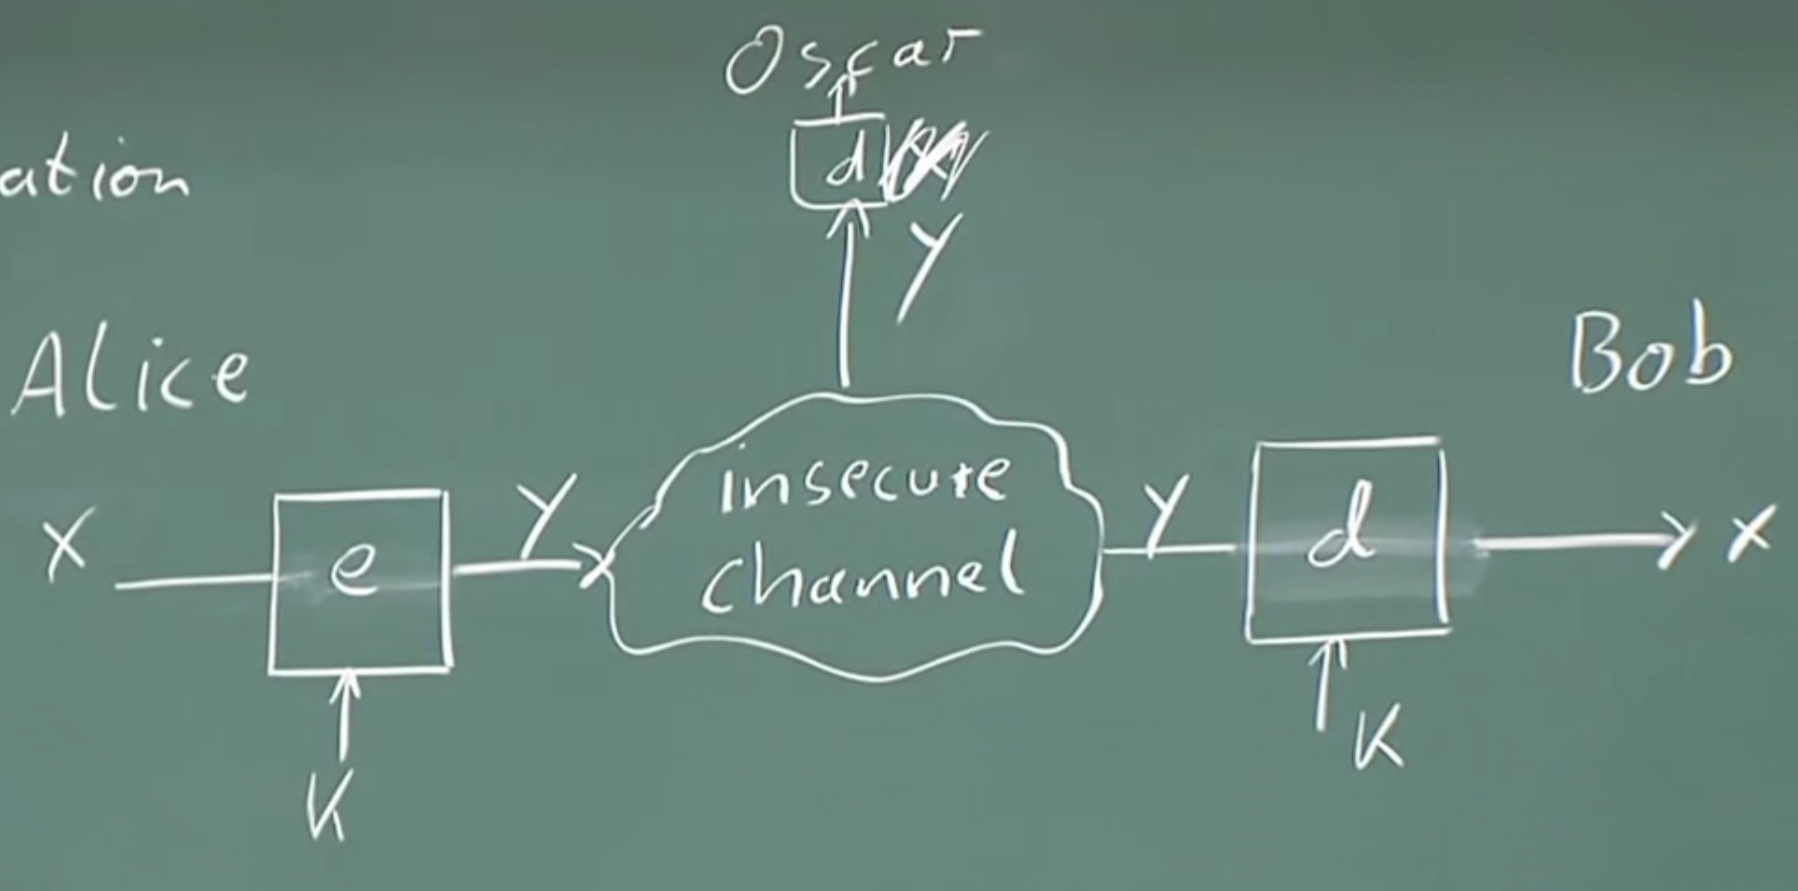 Oscar
d
ation
y
Alice
Bob
x
e
y
insecure
channel
y
d
x
K
K